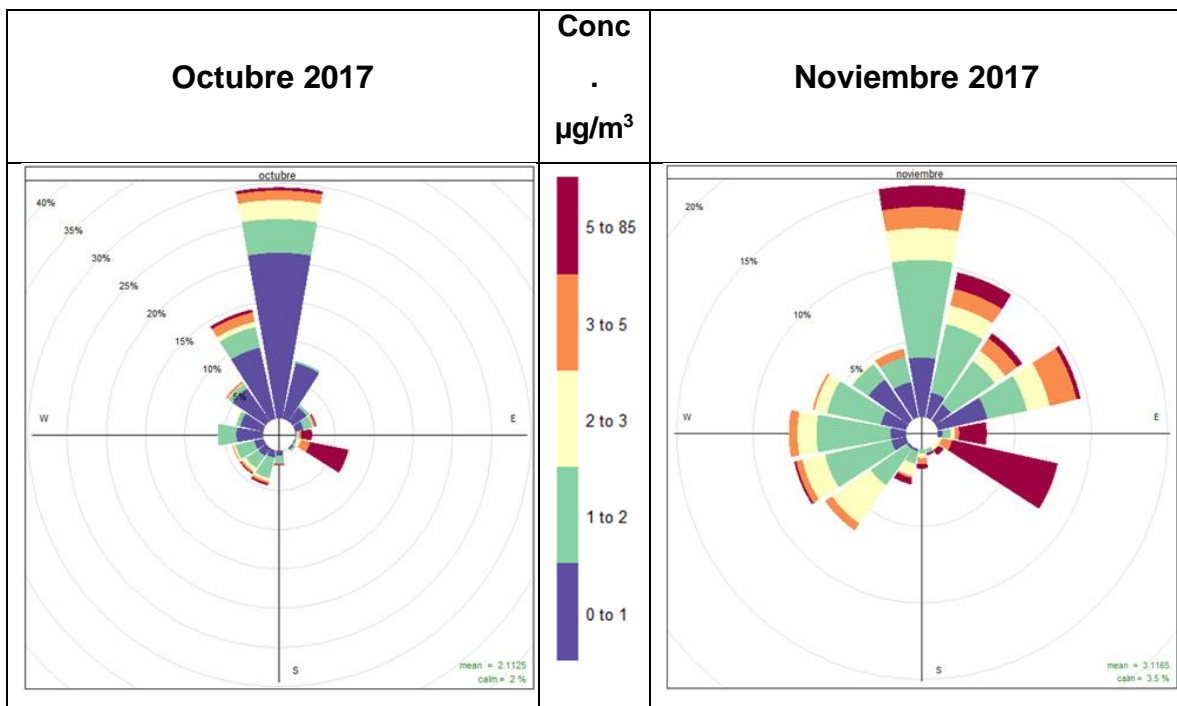 Octubre 2017
Conc
.
µg/m³
Noviembre 2017
octubre
40%
35%
30%
25%
20%
15%
10%
5%
W
E
S
mean = 2.1125
calm = 2 %
5 to 85
3 to 5
2 to 3
1 to 2
0 to 1
noviembre
20%
15%
10%
5%
W
E
S
mean = 3.1165
calm = 3.5 %